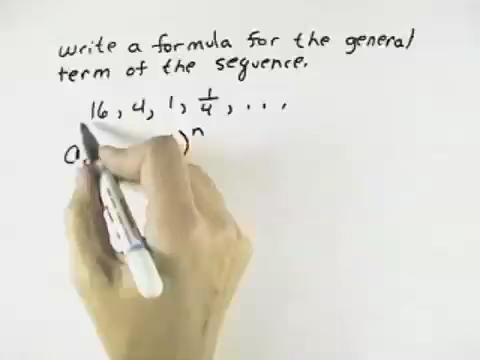 write a formula for the general
term of the sequence.
16, 4, 1, 1/4, ...
a )^n